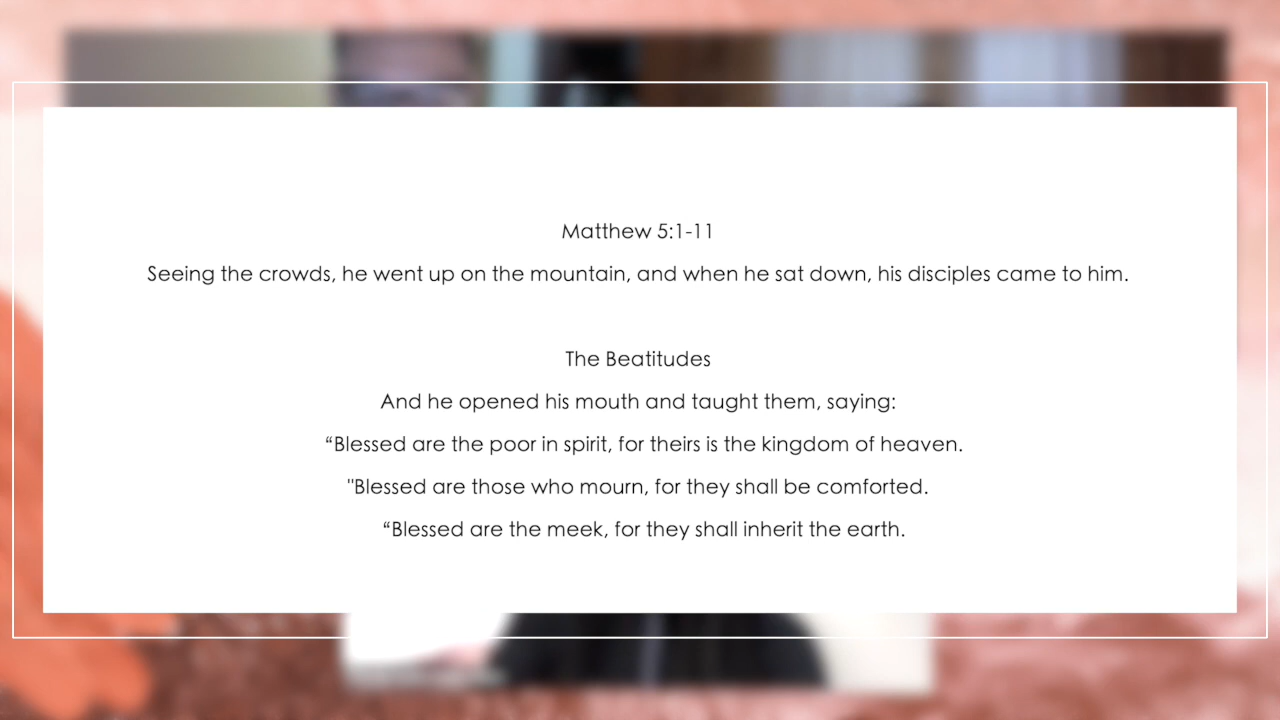 Matthew 5:1-11
Seeing the crowds, he went up on the mountain, and when he sat down, his disciples came to him.
The Beatitudes
And he opened his mouth and taught them, saying:
“Blessed are the poor in spirit, for theirs is the kingdom of heaven.
"Blessed are those who mourn, for they shall be comforted.
“Blessed are the meek, for they shall inherit the earth.